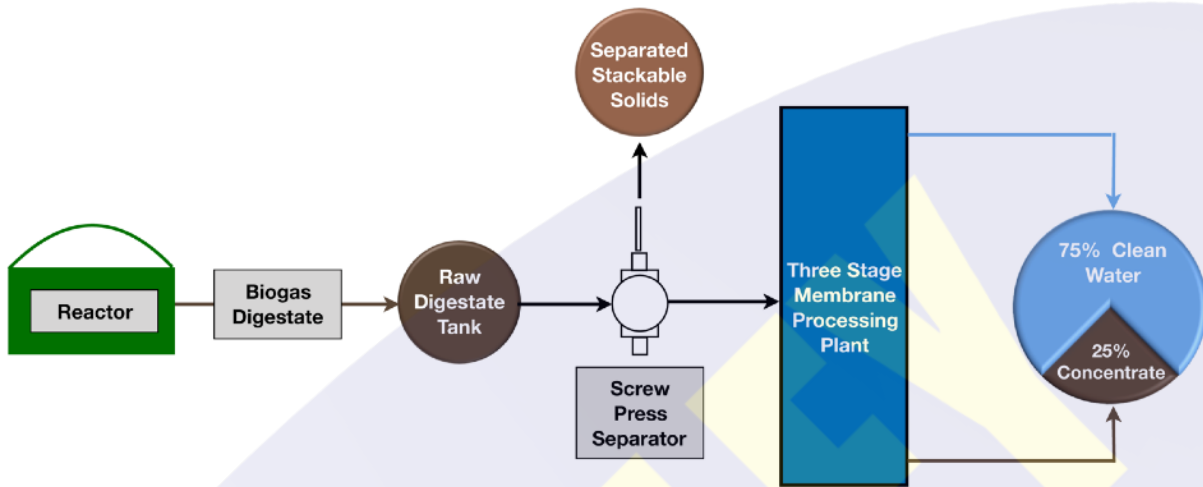 Separated
Stackable
Solids
Reactor
Biogas
Digestate
Raw
Digestate
Tank
Screw
Press
Separator
Three Stage
Membrane
Processing
Plant
75% Clean
Water
25%
Concentrate